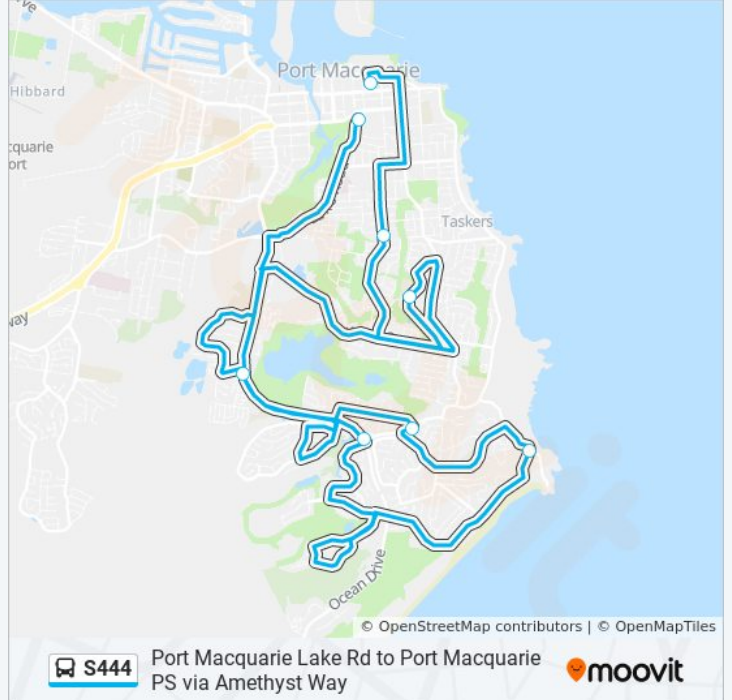 ve
Port Macquarie
Hibbard
cquarie
ort
Taskers
way
Ocean Drive
© OpenStreetMap contributors | © OpenMapTiles
S444
Port Macquarie Lake Rd to Port Macquarie
PS via Amethyst Way
moovit